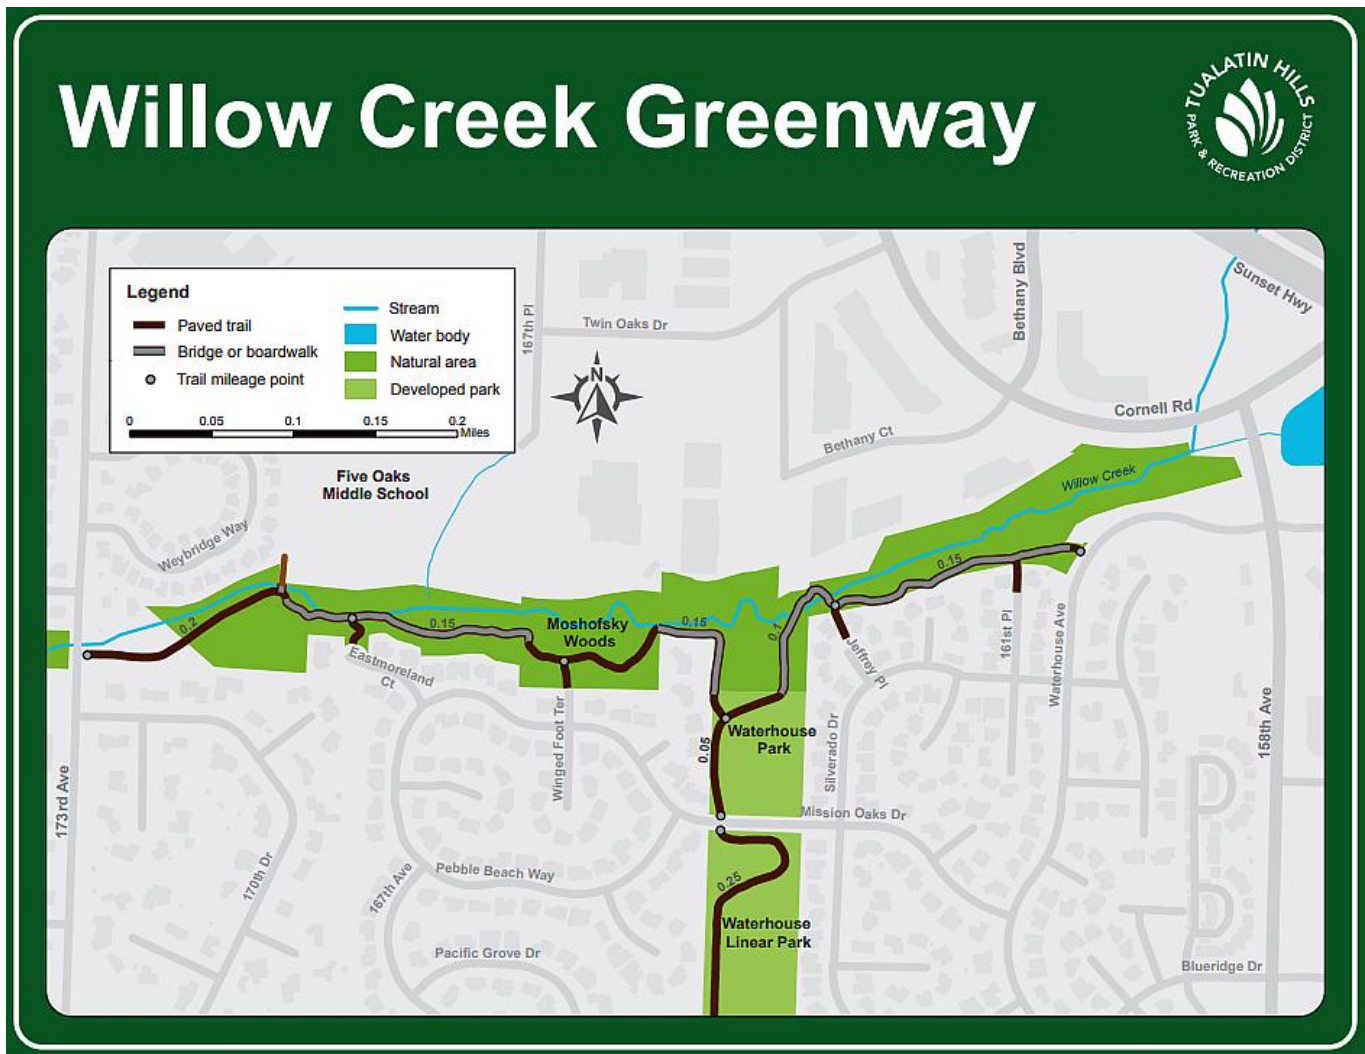 Willow Creek Greenway
TUALATIN HILLS
PARK & RECREATION DISTRICT
Legend
Paved trail
Bridge or boardwalk
Trail mileage point
Stream
Water body
Natural area
Developed park
0 0.05 0.1 0.15 0.2
Miles
N
167th Pl
Twin Oaks Dr
Bethany Blvd
Sunset Hwy
Cornell Rd
Bethany Ct
Five Oaks
Middle School
Willow Creek
Weybridge Way
0.2
0.15
Moshofsky
Woods
0.15
0.1
0.15
Eastmoreland
Ct
Jeffrey Pl
161st Pl
Waterhouse Ave
Winged Foot Ter
0.05
Waterhouse
Park
Silverado Dr
158th Ave
173rd Ave
Mission Oaks Dr
170th Dr
167th Ave
Pebble Beach Way
0.25
Waterhouse
Linear Park
Pacific Grove Dr
Blueridge Dr